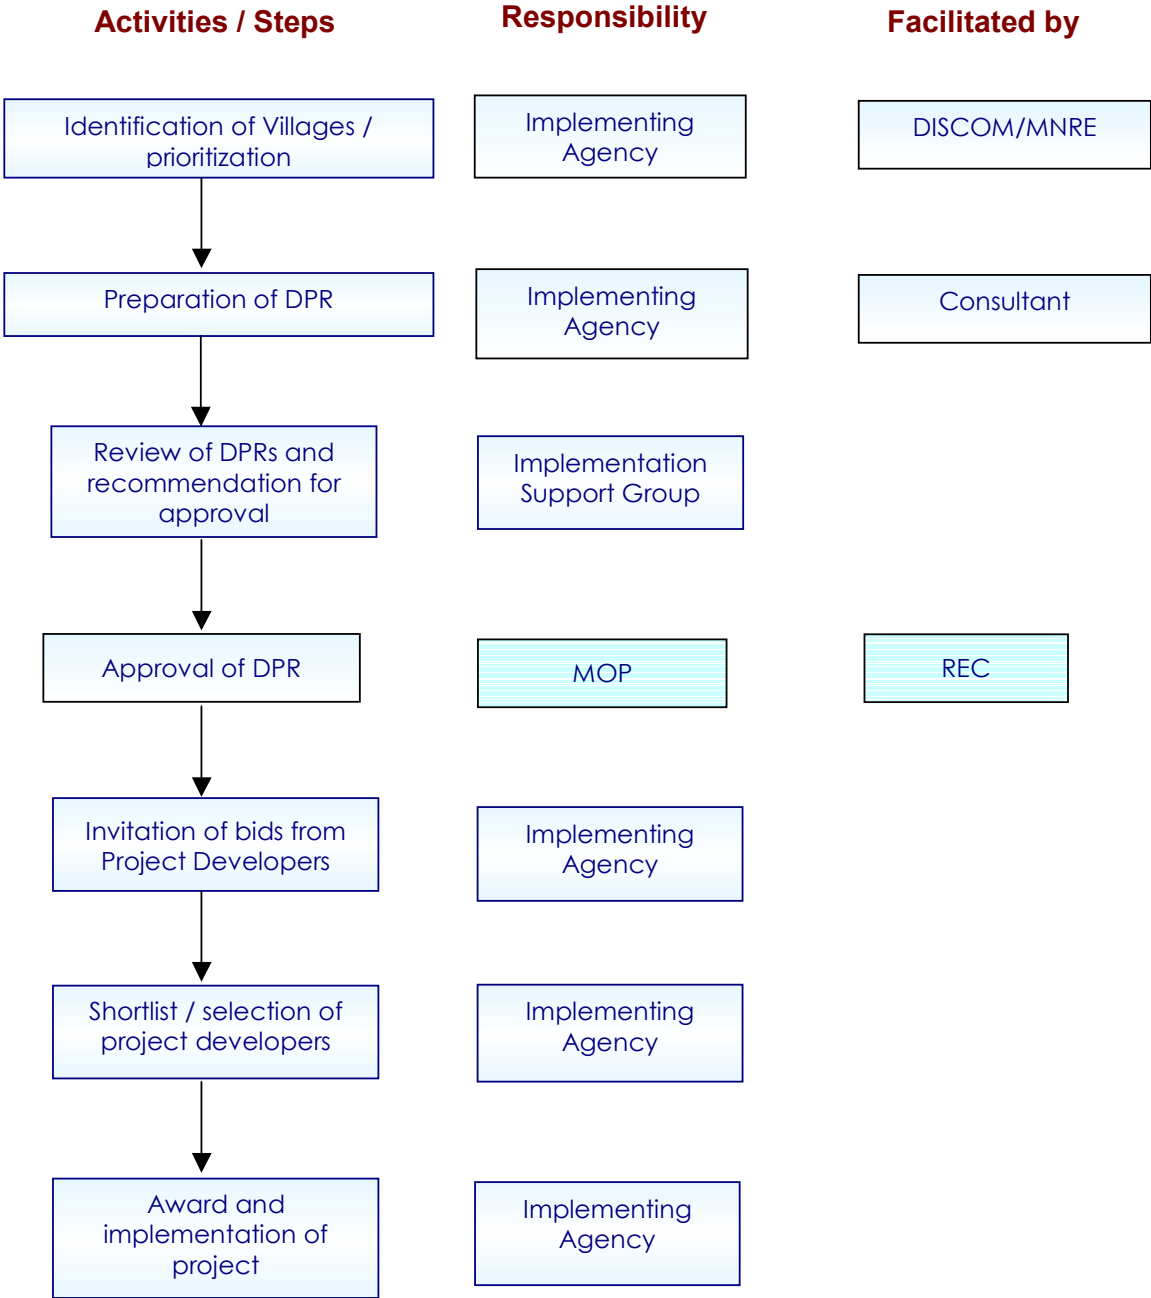 Activities / Steps
Responsibility
Facilitated by
Identification of Villages /
prioritization
Implementing
Agency
DISCOM/MNRE
Preparation of DPR
Implementing
Agency
Consultant
Review of DPRs and
recommendation for
approval
Implementation
Support Group
Approval of DPR
MOP
REC
Invitation of bids from
Project Developers
Implementing
Agency
Shortlist / selection of
project developers
Implementing
Agency
Award and
implementation of
project
Implementing
Agency